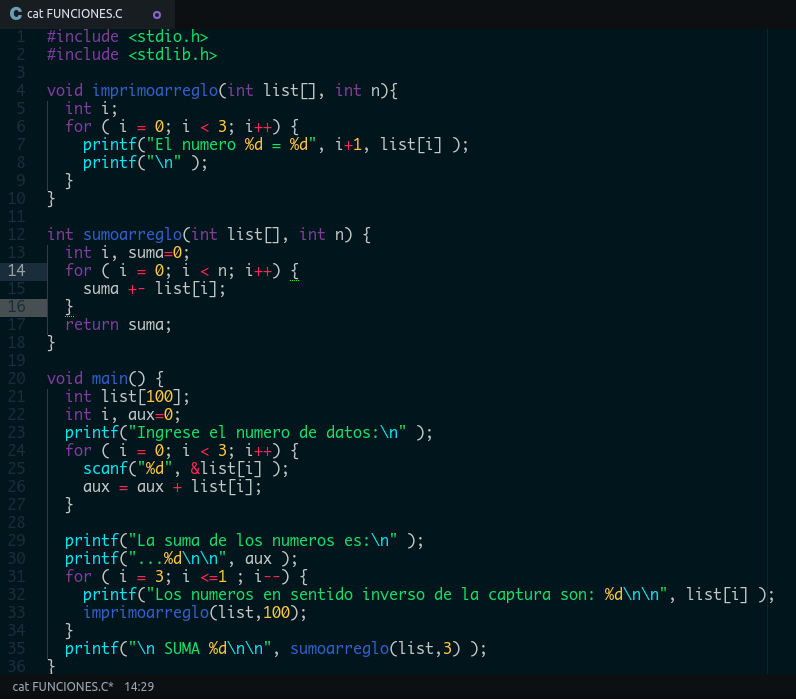 cat FUNCIONES.C
1 #include <stdio.h>
2 #include <stdlib.h>
3
4 void imprimoarreglo(int list[], int n){
5   int i;
6   for ( i = 0; i < 3; i++) {
7     printf("El numero %d = %d", i+1, list[i] );
8     printf("\n" );
9   }
10 }
11
12 int sumoarreglo(int list[], int n) {
13   int i, suma=0;
14   for ( i = 0; i < n; i++) {
15     suma +- list[i];
16   }
17   return suma;
18 }
19
20 void main() {
21   int list[100];
22   int i, aux=0;
23   printf("Ingrese el numero de datos:\n" );
24   for ( i = 0; i < 3; i++) {
25     scanf("%d", &list[i] );
26     aux = aux + list[i];
27   }
28
29   printf("La suma de los numeros es:\n" );
30   printf("...%d\n\n", aux );
31   for ( i = 3; i <=1 ; i--) {
32     printf("Los numeros en sentido inverso de la captura son: %d\n\n", list[i] );
33     imprimoarreglo(list,100);
34   }
35   printf("\n SUMA %d\n\n", sumoarreglo(list,3) );
36 }
cat FUNCIONES.C* 14:29